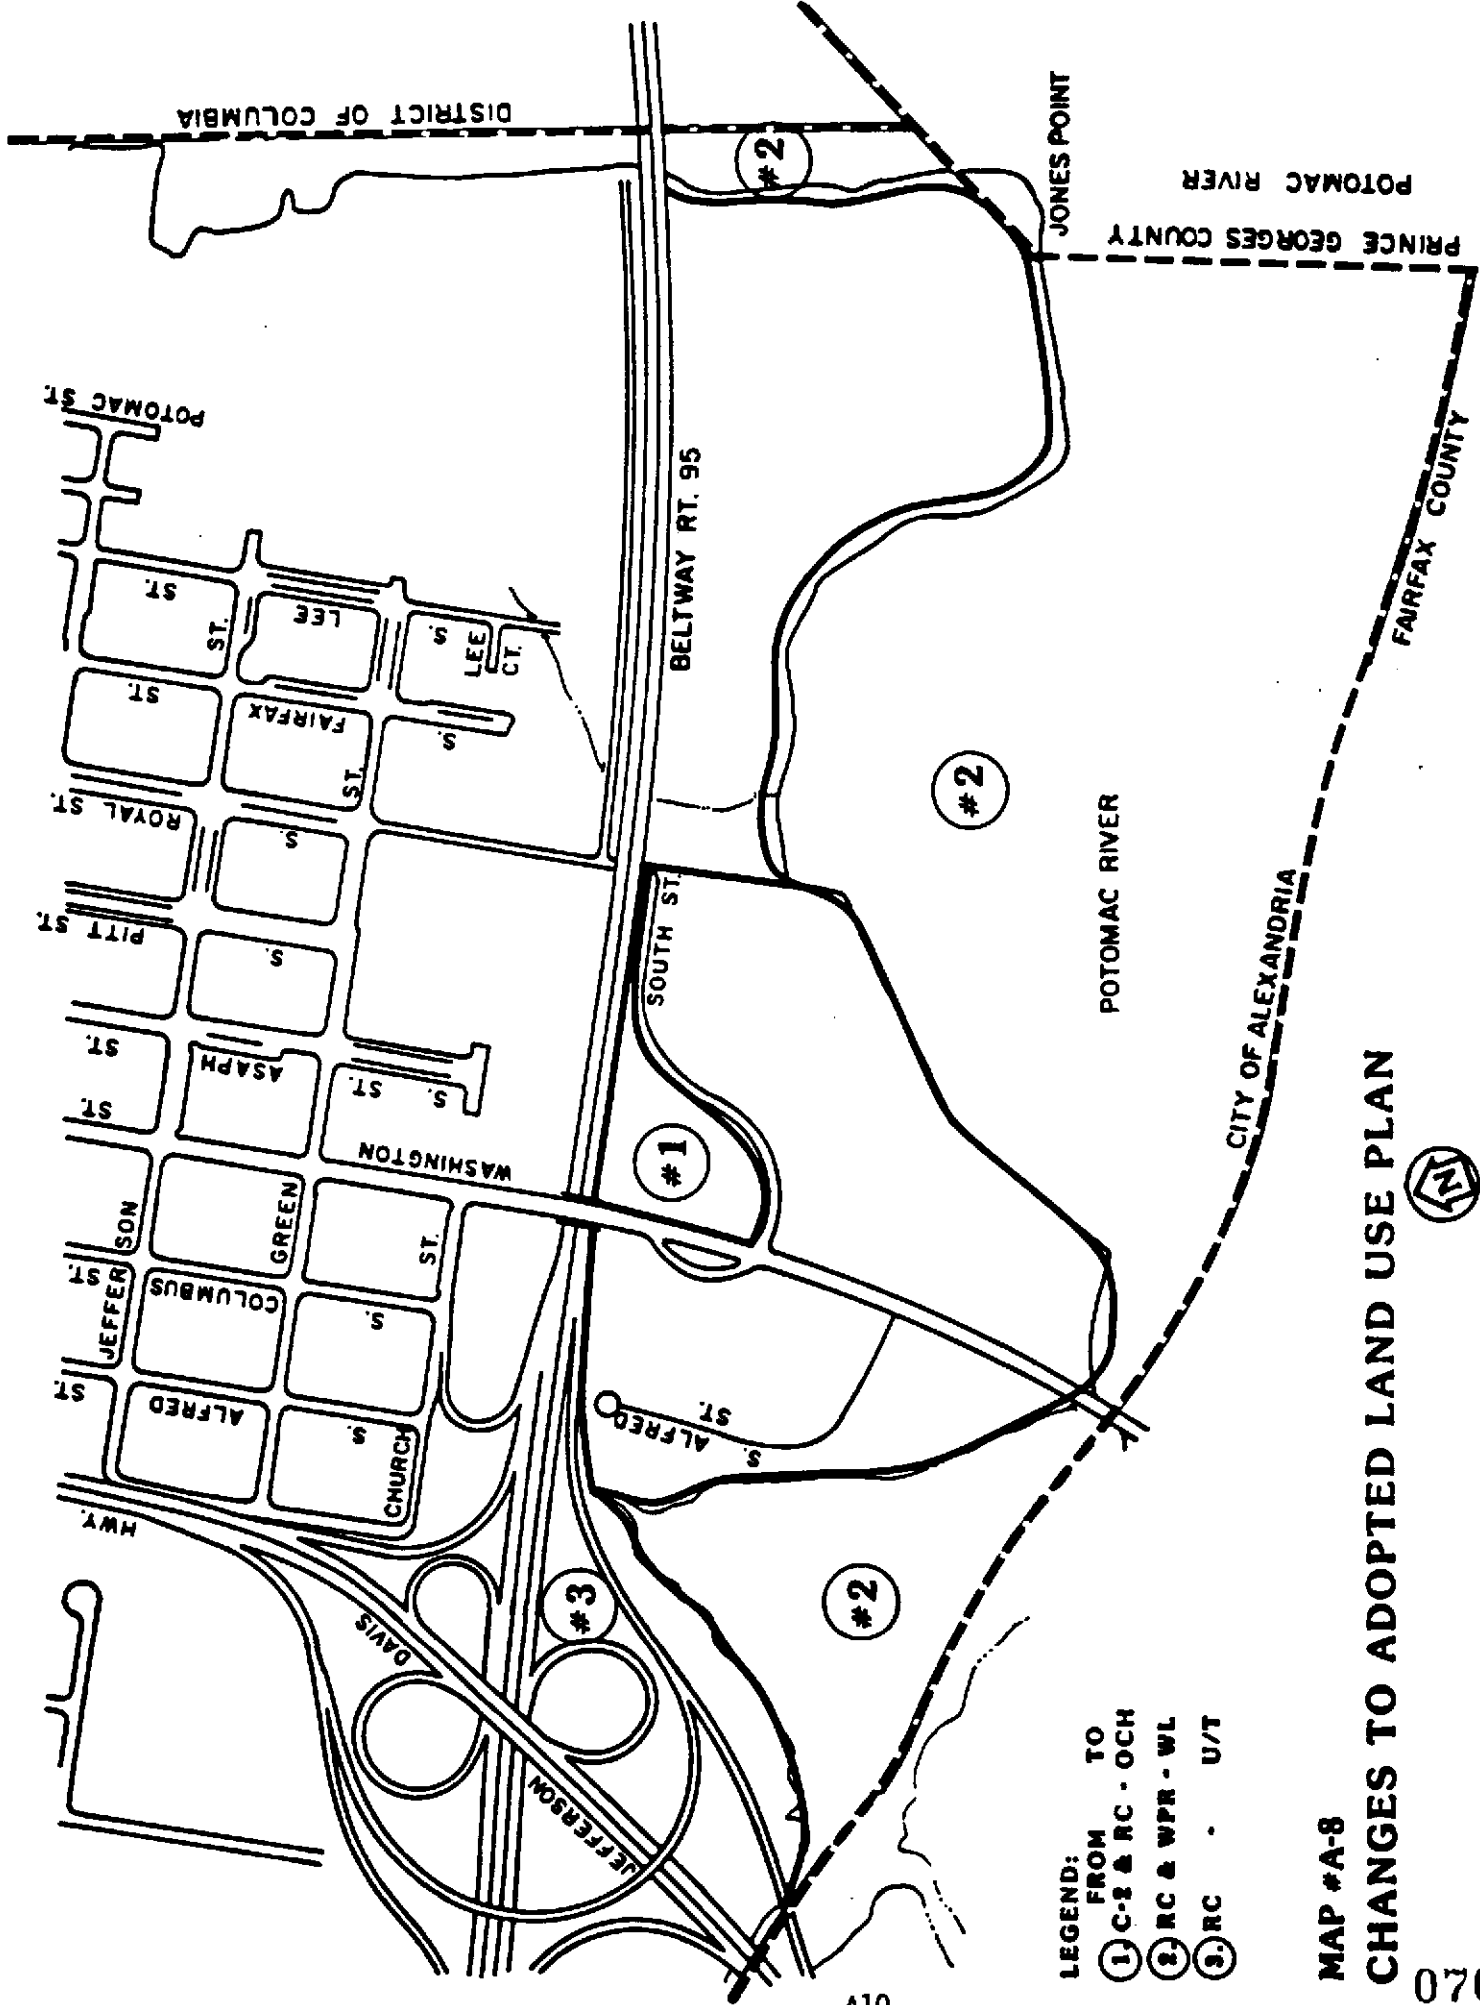 DISTRICT OF COLUMBIA
#2
JONES POINT
POTOMAC RIVER
PRINCE GEORGES COUNTY
POTOMAC ST.
BELTWAY RT. 95
FAIRFAX COUNTY
ST.
LEE
S.
ST.
LEE
CT.
ST.
FAIRFAX
S.
ST.
ROYAL ST.
S.
PITT ST.
S.
ST.
ASAPH
ST.
S.
ST.
WASHINGTON
SOUTH ST.
#1
#2
POTOMAC RIVER
CITY OF ALEXANDRIA
JEFFERSON
ST.
GREEN
ST.
COLUMBUS
S.
ST.
ALFRED
S.
CHURCH
S. ALFRED ST.
HWY.
DAVIS
JEFFERSON
#3
#2
LEGEND:
FROM TO
1. C-2 & RC - OCH
2. RC & WPR - WL
3. RC - U/T
MAP #A-8
CHANGES TO ADOPTED LAND USE PLAN
N
A10